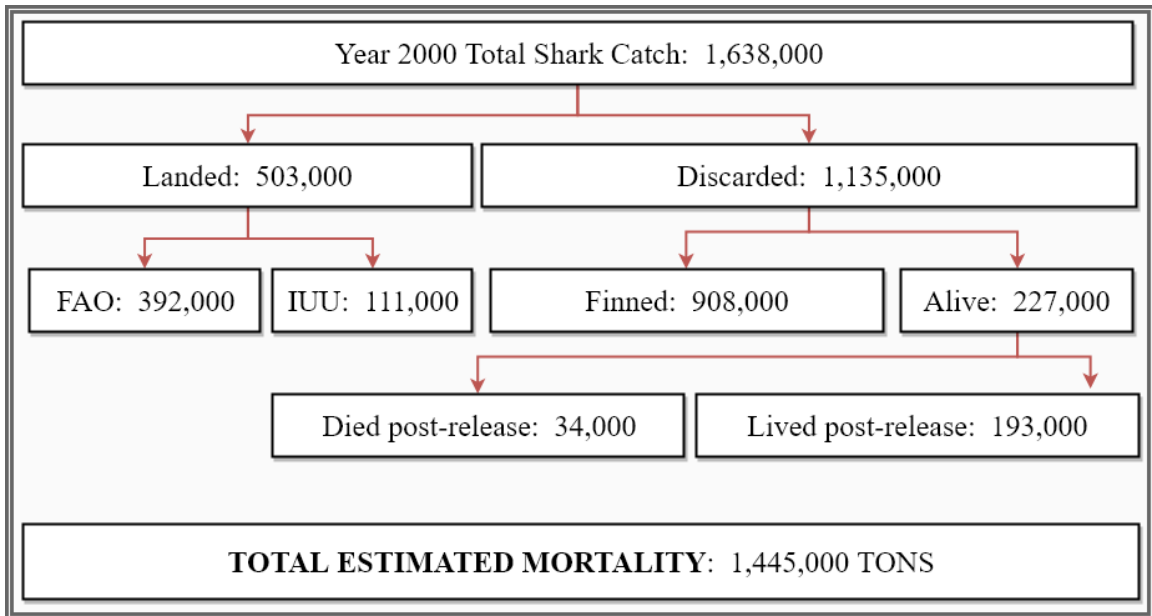 Year 2000 Total Shark Catch: 1,638,000
Landed: 503,000
Discarded: 1,135,000
FAO: 392,000
IUU: 111,000
Finned: 908,000
Alive: 227,000
Died post-release: 34,000
Lived post-release: 193,000
TOTAL ESTIMATED MORTALITY: 1,445,000 TONS